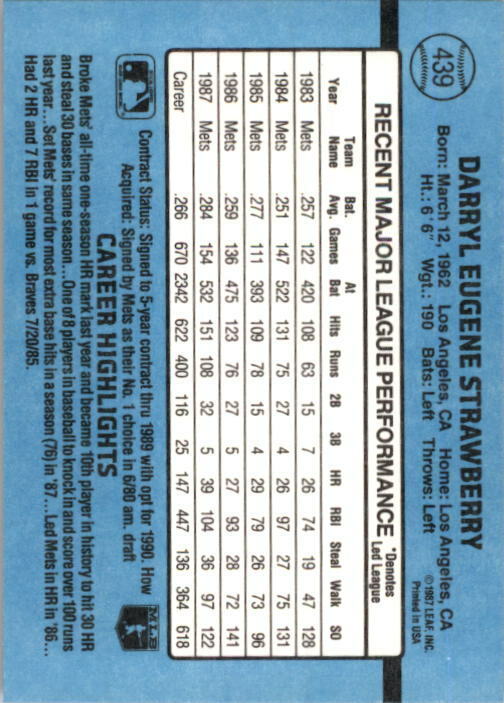 439
DARRYL EUGENE STRAWBERRY
Born: March 12, 1962 Los Angeles, CA Home: Los Angeles, CA
Ht.: 6' 6" Wgt.: 190 Bats: Left Throws: Left
©1987 LEAF, INC.
Printed in USA
RECENT MAJOR LEAGUE PERFORMANCE
*Denotes
Led League
Year Team Name Bat. Avg. Games At Bat Hits Runs 2B 3B HR RBI Steal Walk SO
1983 Mets .257 122 420 108 63 15 7 26 74 19 47 128
1984 Mets .251 147 522 131 75 27 4 26 97 27 75 131
1985 Mets .277 111 393 109 78 15 4 29 79 26 73 96
1986 Mets .259 136 475 123 76 27 5 27 93 28 72 141
1987 Mets .284 154 532 151 108 32 5 39 104 36 97 122
Career .266 670 2342 622 400 116 25 147 447 136 364 618
Contract Status: Signed to 5-year contract thru 1989 with opt for 1990. How
Acquired: Signed by Mets as their No. 1 choice in 6/80 am. draft
MLB
CAREER HIGHLIGHTS
Broke Mets' all-time one-season HR mark last year and became 10th player in history to hit 30 HR
and steal 30 bases in same season...One of 8 players in baseball to knock in and score over 100 runs
last year....Set Mets' record for most extra base hits in a season (76) in '87...Led Mets in HR in '86...
Had 2 HR and 7 RBI in 1 game vs. Braves 7/20/85.